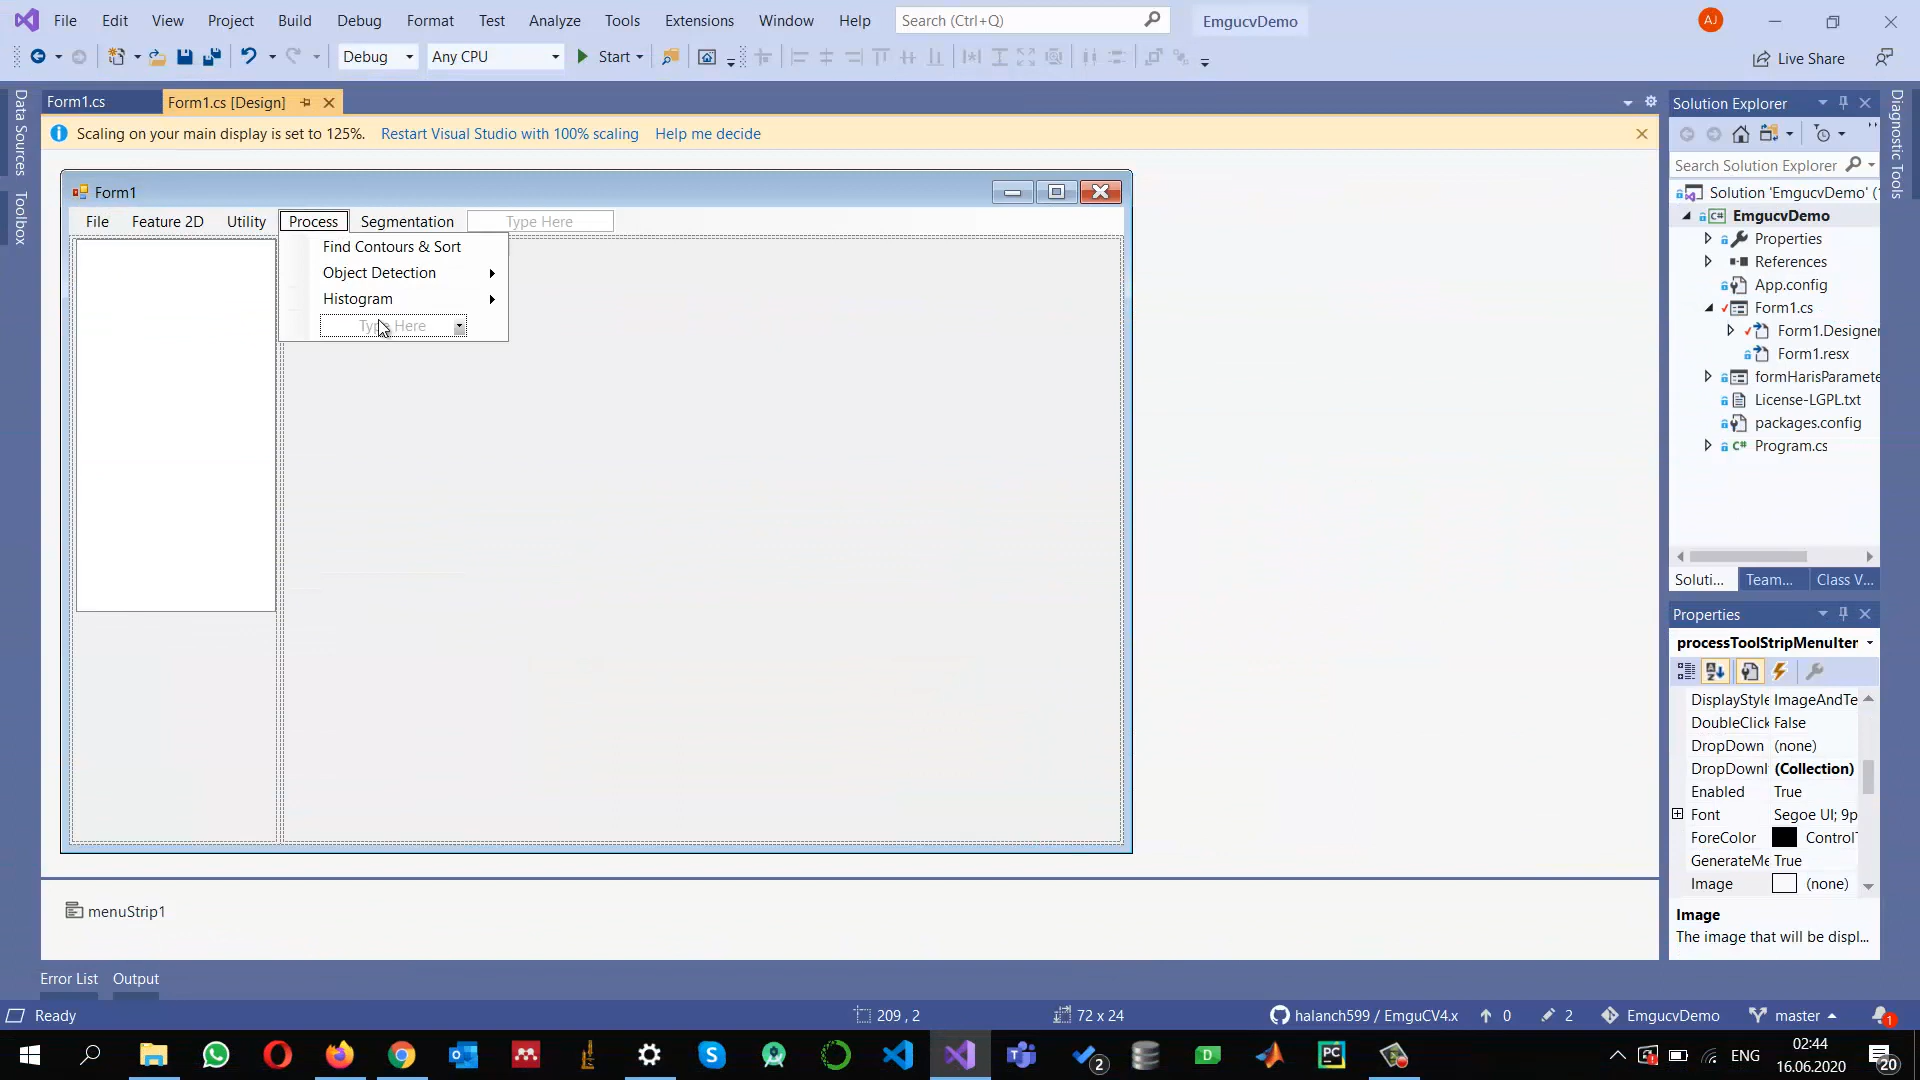 File Edit View Project Build Debug Format Test Analyze Tools Extensions Window Help Search (Ctrl+Q) EmgucvDemo AJ
Debug Any CPU Start Live Share
Data Sources
Toolbox
Form1.cs Form1.cs [Design]
Scaling on your main display is set to 125%. Restart Visual Studio with 100% scaling Help me decide
Form1
File Feature 2D Utility Process Segmentation Type Here
Find Contours & Sort
Object Detection
Histogram
Type Here
menuStrip1
Solution Explorer
Search Solution Explorer
Solution 'EmgucvDemo' (
EmgucvDemo
Properties
References
App.config
Form1.cs
Form1.Designer
Form1.resx
formHarisParamete
License-LGPL.txt
packages.config
Program.cs
Soluti... Team... Class V...
Properties
processToolStripMenuIten
DisplayStyle ImageAndTe
DoubleClick False
DropDown (none)
DropDownI (Collection)
Enabled True
Font Segoe UI; 9p
ForeColor ControlT
GenerateMe True
Image (none)
Image
The image that will be displ...
Diagnostic Tools
Error List Output
Ready 209 , 2 72 x 24 halanch599 / EmguCV4.x 0 2 EmgucvDemo master 1
2 D PC ENG 02:44
16.06.2020 20